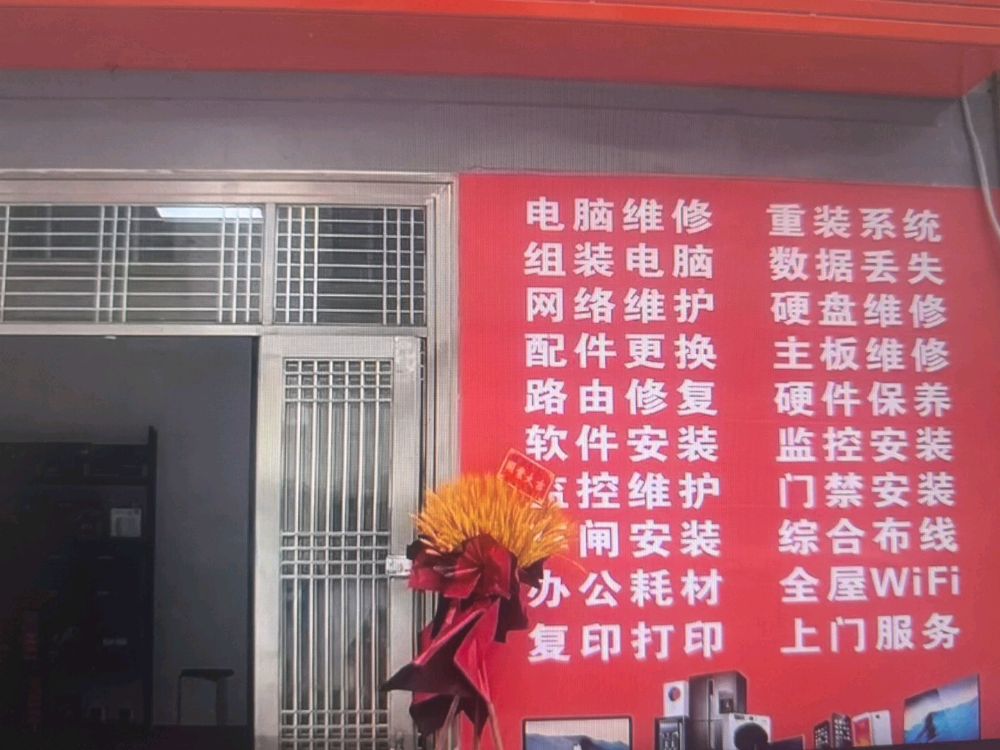 电脑维修 重装系统
组装电脑 数据丢失
网络维护 硬盘维修
配件更换 主板维修
路由修复 硬件保养
软件安装 监控安装
监控维护 门禁安装
闸安装 综合布线
办公耗材 全屋WiFi
复印打印 上门服务